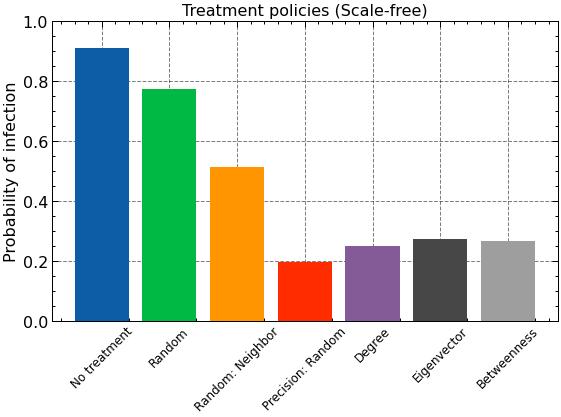 Treatment policies (Scale-free)
Probability of infection
1.0
0.8
0.6
0.4
0.2
0.0
No treatment
Random
Random: Neighbor
Precision: Random
Degree
Eigenvector
Betweenness